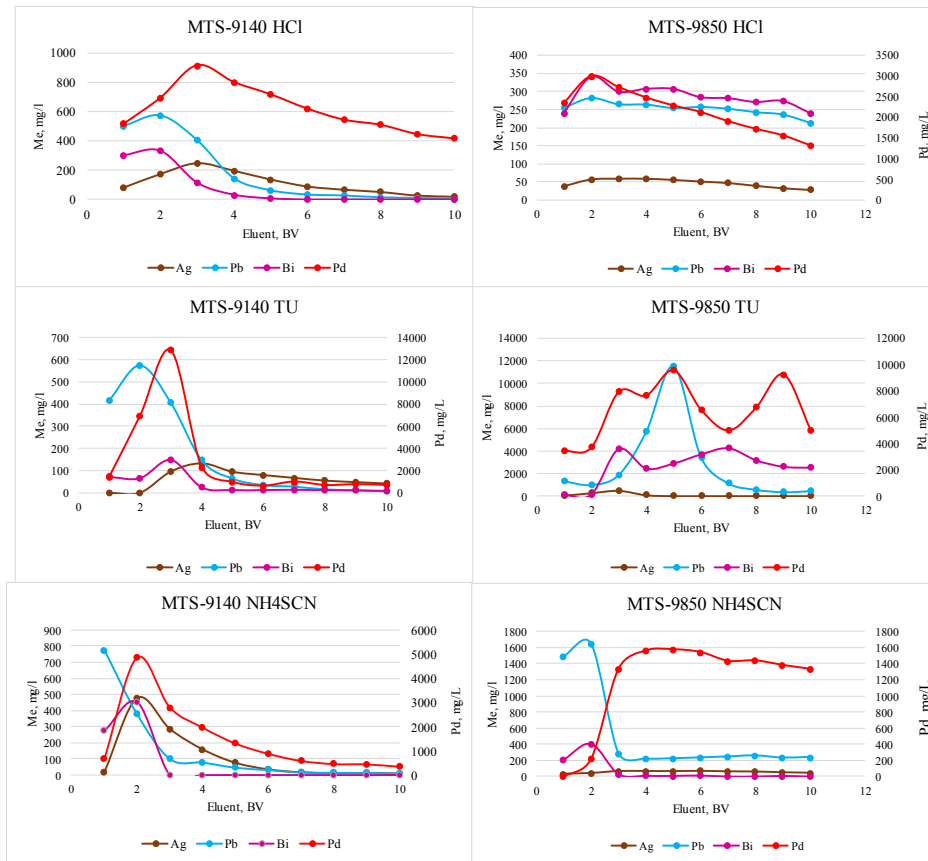 MTS-9140 HCl
1000
800
600
400
200
0
Me, mg/l
0 2 4 6 8 10
Eluent, BV
Ag Pb Bi Pd
MTS-9850 HCl
400
350
300
250
200
150
100
50
0
Me, mg/l
3500
3000
2500
2000
1500
1000
500
0
Pd, mg/L
0 2 4 6 8 10 12
Eluent, BV
Ag Pb Bi Pd
MTS-9140 TU
700
600
500
400
300
200
100
0
Me, mg/l
14000
12000
10000
8000
6000
4000
2000
0
Pd, mg/L
0 2 4 6 8 10
Eluent, BV
Ag Pb Bi Pd
MTS-9850 TU
14000
12000
10000
8000
6000
4000
2000
0
Me, mg/l
12000
10000
8000
6000
4000
2000
0
Pd, mg/L
0 2 4 6 8 10 12
Eluent, BV
Ag Pb Bi Pd
MTS-9140 NH4SCN
900
800
700
600
500
400
300
200
100
0
Me, mg/l
6000
5000
4000
3000
2000
1000
0
Pd, mg/L
0 2 4 6 8 10
Eluent, BV
Ag Pb Bi Pd
MTS-9850 NH4SCN
1800
1600
1400
1200
1000
800
600
400
200
0
Me, mg/l
1800
1600
1400
1200
1000
800
600
400
200
0
Pd, mg/L
0 2 4 6 8 10 12
Eluent, BV
Ag Pb Bi Pd